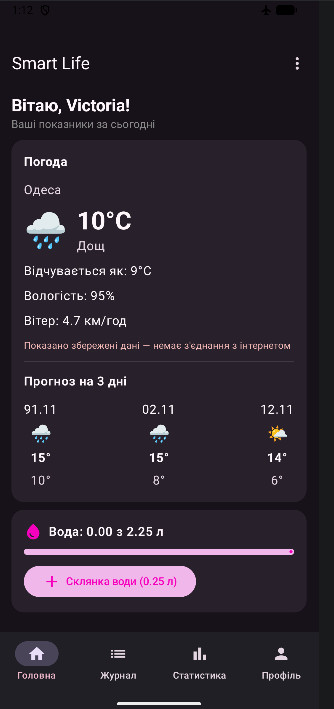 1:12
Smart Life
Вітаю, Victoria!
Ваші показники за сьогодні
Погода
Одеса
10°C
Дощ
Відчувається як: 9°C
Вологість: 95%
Вітер: 4.7 км/год
Показано збережені дані — немає з'єднання з інтернетом
Прогноз на 3 дні
91.11 02.11 12.11
15° 15° 14°
10° 8° 6°
Вода: 0.00 з 2.25 л
+ Склянка води (0.25 л)
Головна Журнал Статистика Профіль